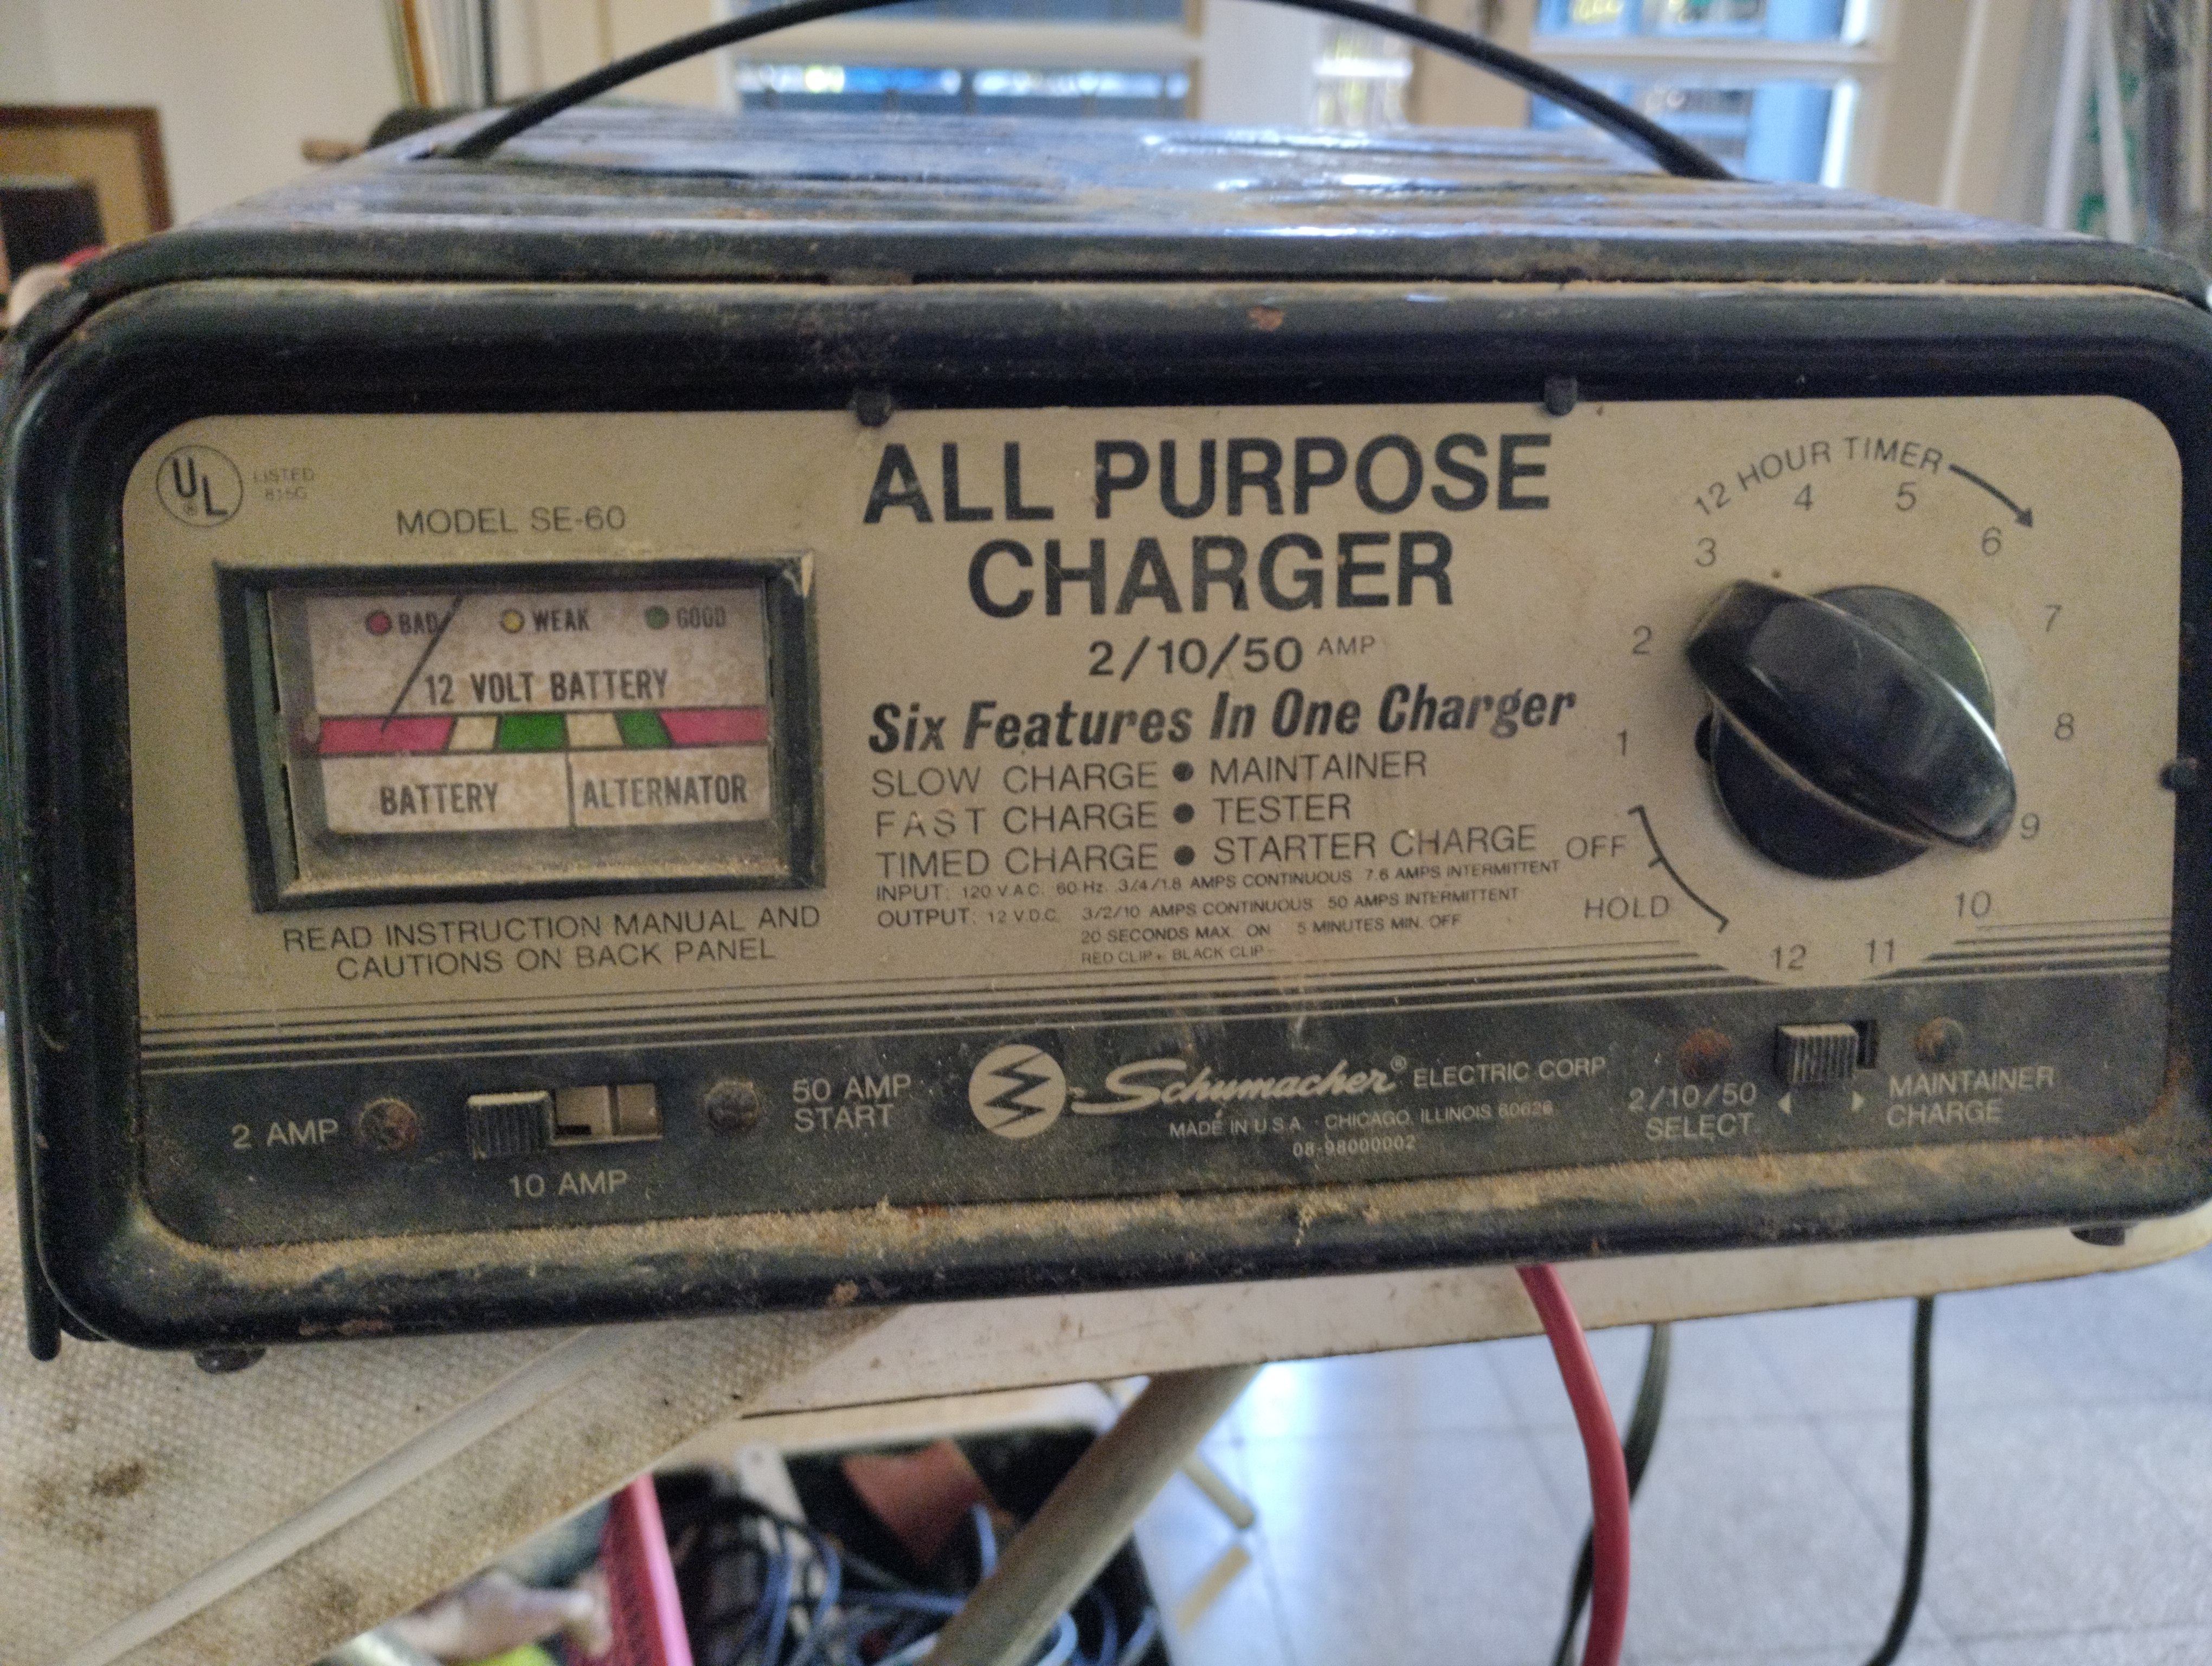 UL
®
LISTED
815G
MODEL SE-60
BAD WEAK GOOD
12 VOLT BATTERY
BATTERY ALTERNATOR
READ INSTRUCTION MANUAL AND
CAUTIONS ON BACK PANEL
ALL PURPOSE
CHARGER
2/10/50 AMP
Six Features In One Charger
SLOW CHARGE ● MAINTAINER
FAST CHARGE ● TESTER
TIMED CHARGE ● STARTER CHARGE
INPUT: 120 V.A.C. 60 Hz. .3/4/1.8 AMPS CONTINUOUS 7.6 AMPS INTERMITTENT
OUTPUT: 12 V.D.C. 3/2/10 AMPS CONTINUOUS 50 AMPS INTERMITTENT
20 SECONDS MAX. ON 5 MINUTES MIN. OFF
RED CLIP + BLACK CLIP -
12 HOUR TIMER
OFF
HOLD
1
2
3
4
5
6
7
8
9
10
11
12
2 AMP
10 AMP
50 AMP
START
Schumacher® ELECTRIC CORP
MADE IN U.S.A. - CHICAGO, ILLINOIS 60626
08-98000002
2/10/50
SELECT
MAINTAINER
CHARGE